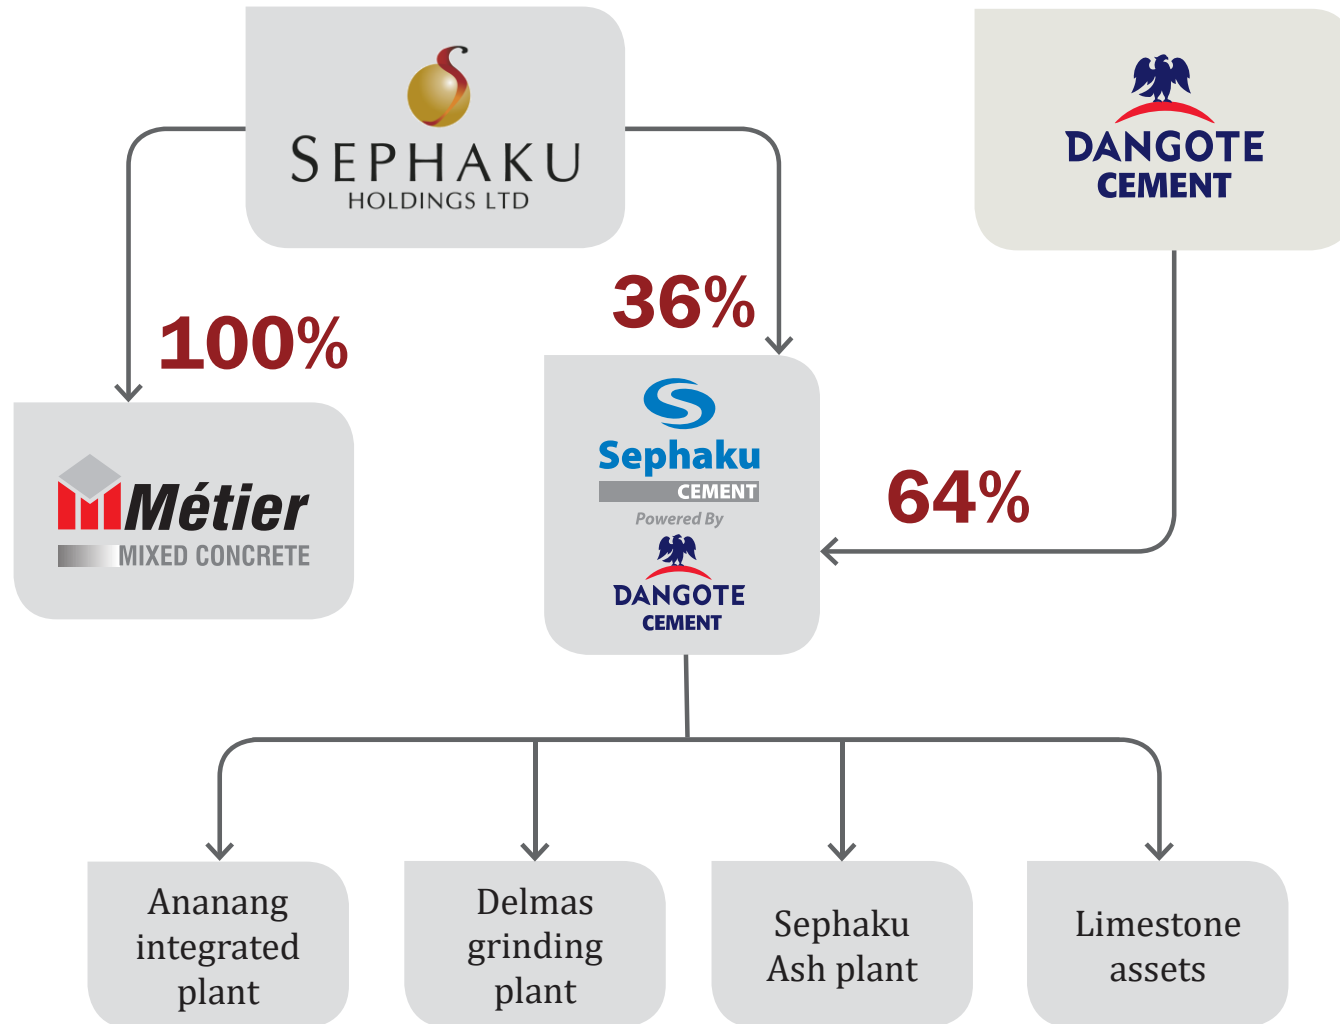 SEPHAKU
HOLDINGS LTD
DANGOTE
CEMENT
100%
36%
Métier
MIXED CONCRETE
Sephaku
CEMENT
Powered By
DANGOTE
CEMENT
64%
Ananang
integrated
plant
Delmas
grinding
plant
Sephaku
Ash plant
Limestone
assets